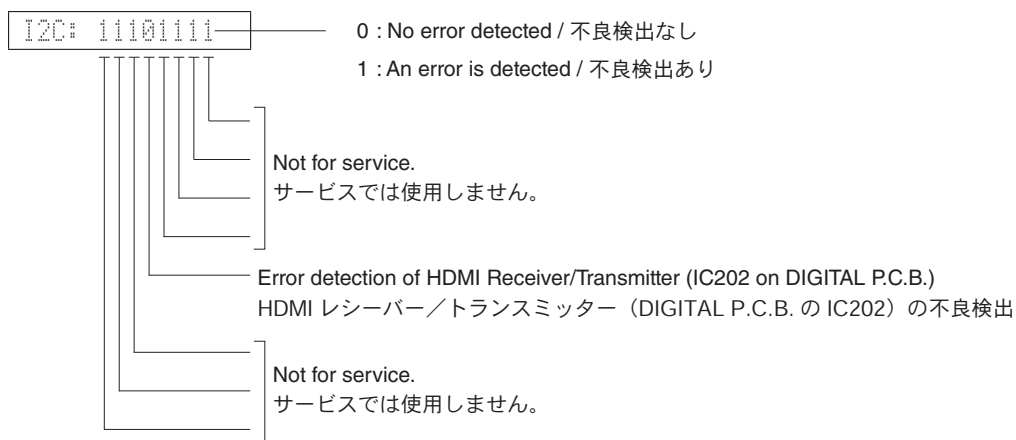 I2C: 11101111
0 : No error detected / 不良検出なし
1 : An error is detected / 不良検出あり
Not for service.
サービスでは使用しません。
Error detection of HDMI Receiver/Transmitter (IC202 on DIGITAL P.C.B.)
HDMI レシーバー／トランスミッター（DIGITAL P.C.B. の IC202）の不良検出
Not for service.
サービスでは使用しません。